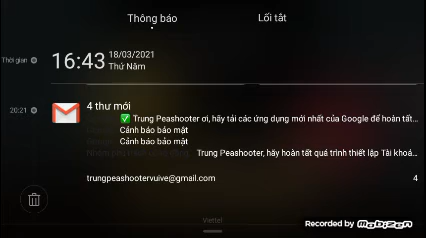 Thông báo
Lối tắt
Thời gian
16:43
18/03/2021
Thứ Năm
20:21
4 thư mới
✅ Trung Peashooter ơi, hãy tải các ứng dụng mới nhất của Google để hoàn tất...
Cảnh báo bảo mật
Cảnh báo bảo mật
Trung Peashooter, hãy hoàn tất quá trình thiết lập Tài khoả...
trungpeashootervuive@gmail.com
4
Viettel
Recorded by Mobizen